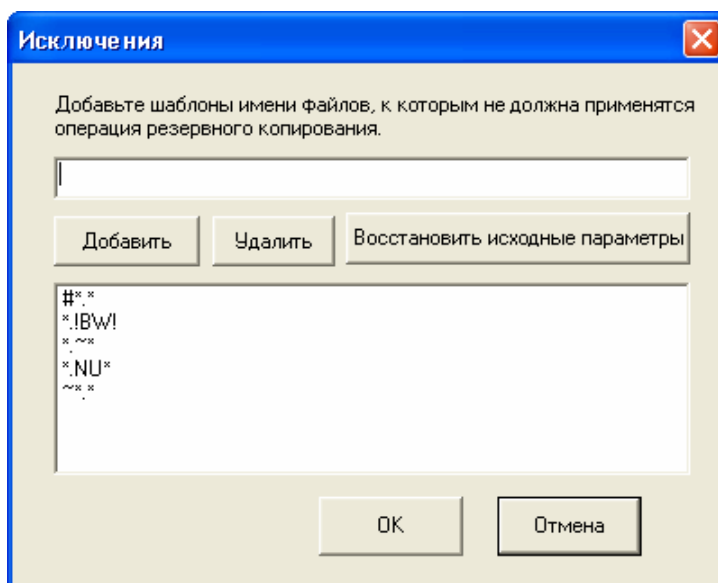 Исключения
Добавьте шаблоны имени файлов, к которым не должна применятся
операция резервного копирования.
Добавить
Удалить
Восстановить исходные параметры
#*.*
*.!BW!
*.~*
*.NU*
~*.*
OK
Отмена